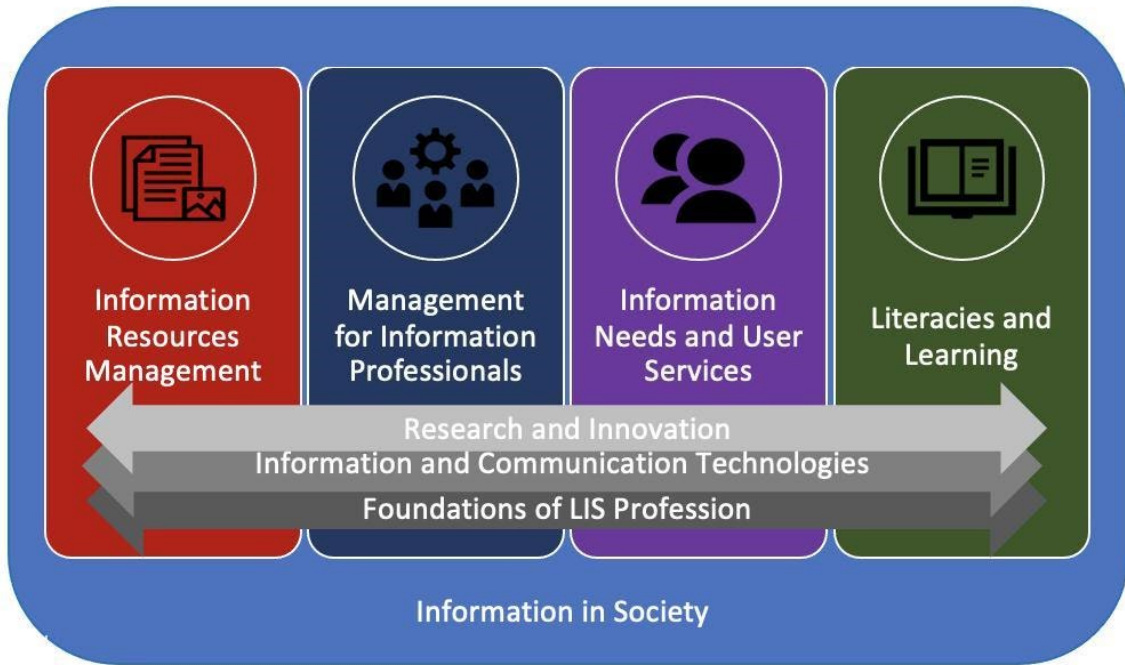 Information
Resources
Management
Management
for Information
Professionals
Information
Needs and User
Services
Literacies and
Learning
Research and Innovation
Information and Communication Technologies
Foundations of LIS Profession
Information in Society